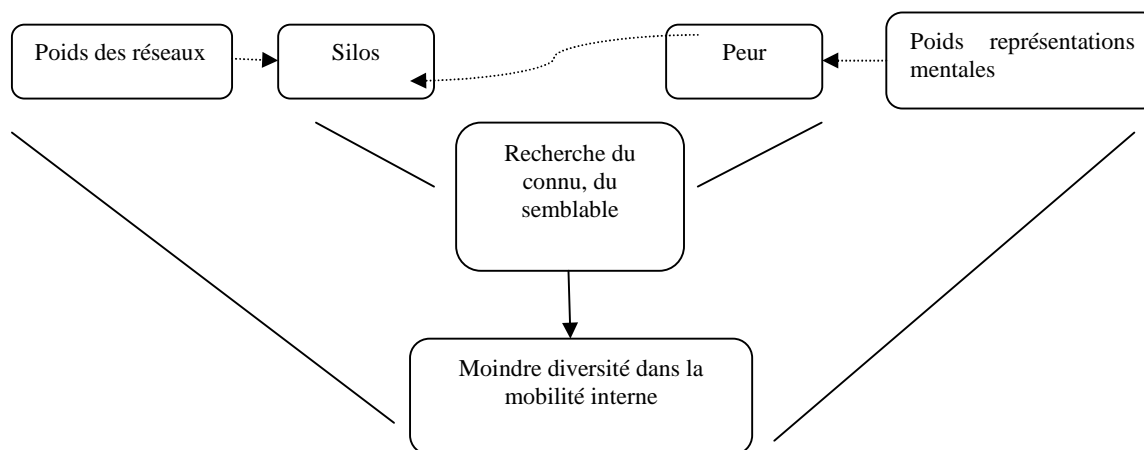 Poids des réseaux
Silos
Peur
Poids représentations
mentales
Recherche du
connu, du
semblable
Moindre diversité dans la
mobilité interne